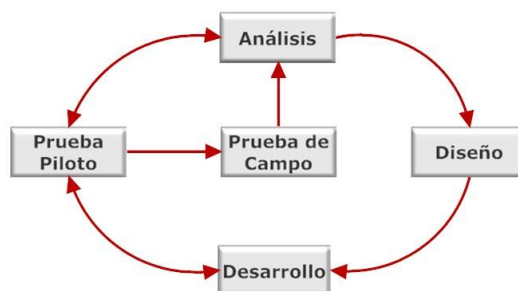 Análisis
Prueba
Piloto
Prueba de
Campo
Diseño
Desarrollo